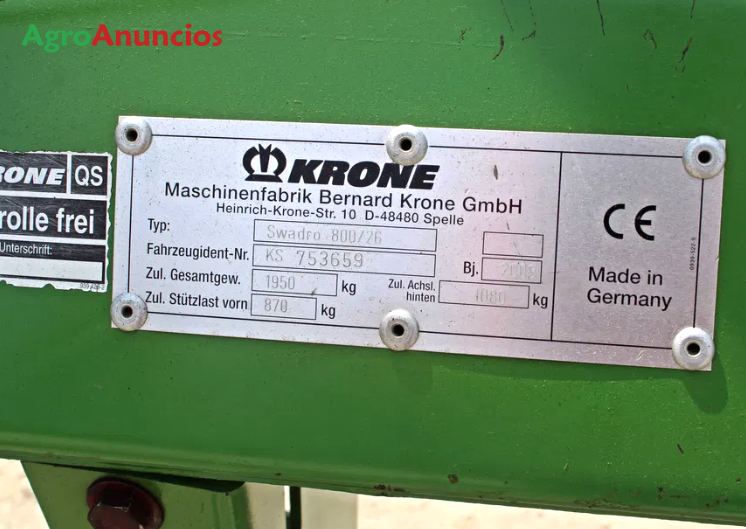 AgroAnuncios
KRONE
Maschinenfabrik Bernard Krone GmbH
Heinrich-Krone-Str. 10 D-48480 Spelle
Typ: Swadro 800/26
Fahrzeugident-Nr. KS 753659 Bj.
Zul. Gesamtgew. 1950 kg Zul. Achsl. hinten 1080 kg
Zul. Stützlast vorn 870 kg
CE
Made in
Germany
RONE QS
rolle frei
Unterschrift: